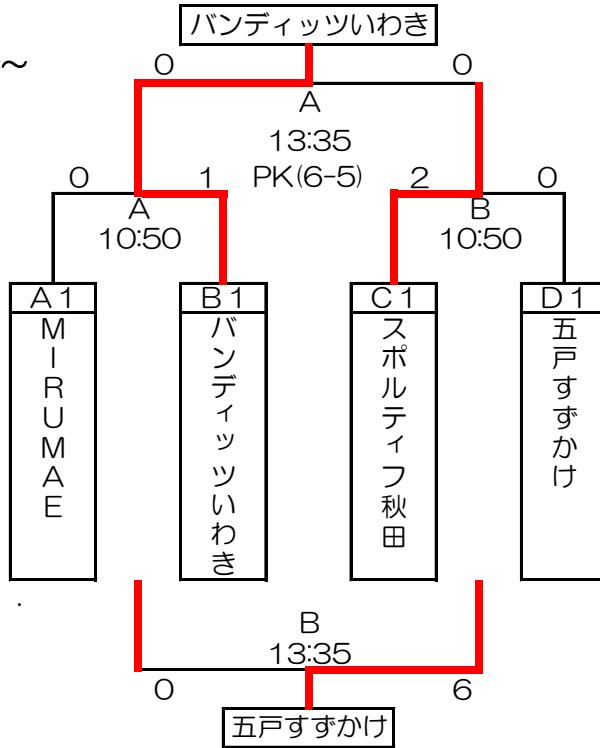 バンディッツいわき
～
0 0
A
13:35
PK(6-5)
0 1 2 0
A B
10:50 10:50
A1 B1 C1 D1
MIRUMAE
バンディッツいわき
スポルティフ秋田
五戸すずかけ
.
B
13:35
0 6
五戸すずかけ